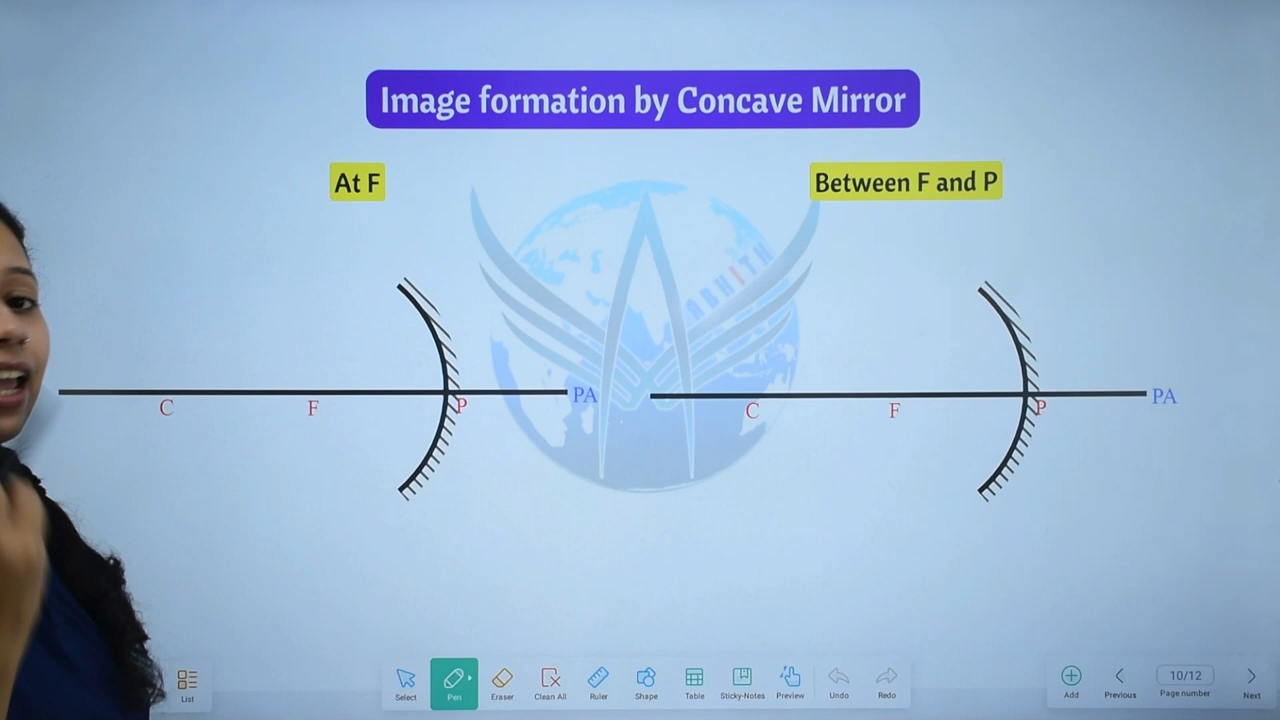 Image formation by Concave Mirror
At F
Between F and P
ABHITH
C F P PA
C F P PA
List
Select Pen Eraser Clean All Ruler Shape Table Sticky-Notes Preview Undo Redo
Add Previous 10/12 Page number Next